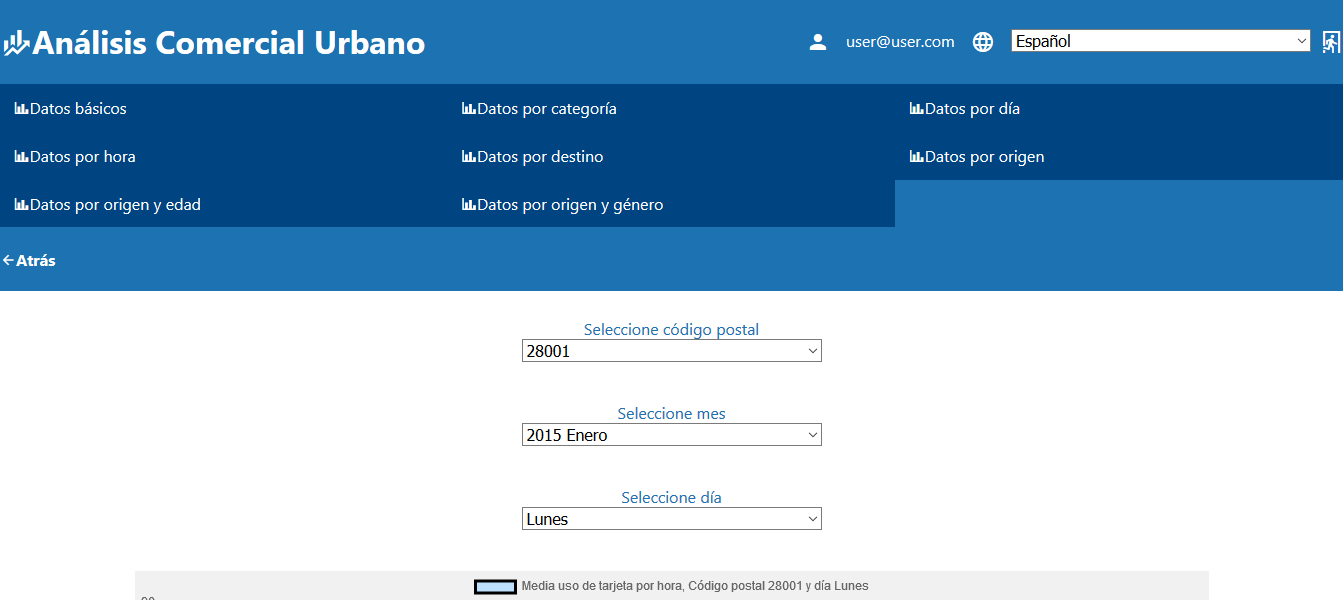 Análisis Comercial Urbano
user@user.com
Español
Datos básicos
Datos por categoría
Datos por día
Datos por hora
Datos por destino
Datos por origen
Datos por origen y edad
Datos por origen y género
Atrás
Seleccione código postal
28001
Seleccione mes
2015 Enero
Seleccione día
Lunes
Media uso de tarjeta por hora, Código postal 28001 y día Lunes